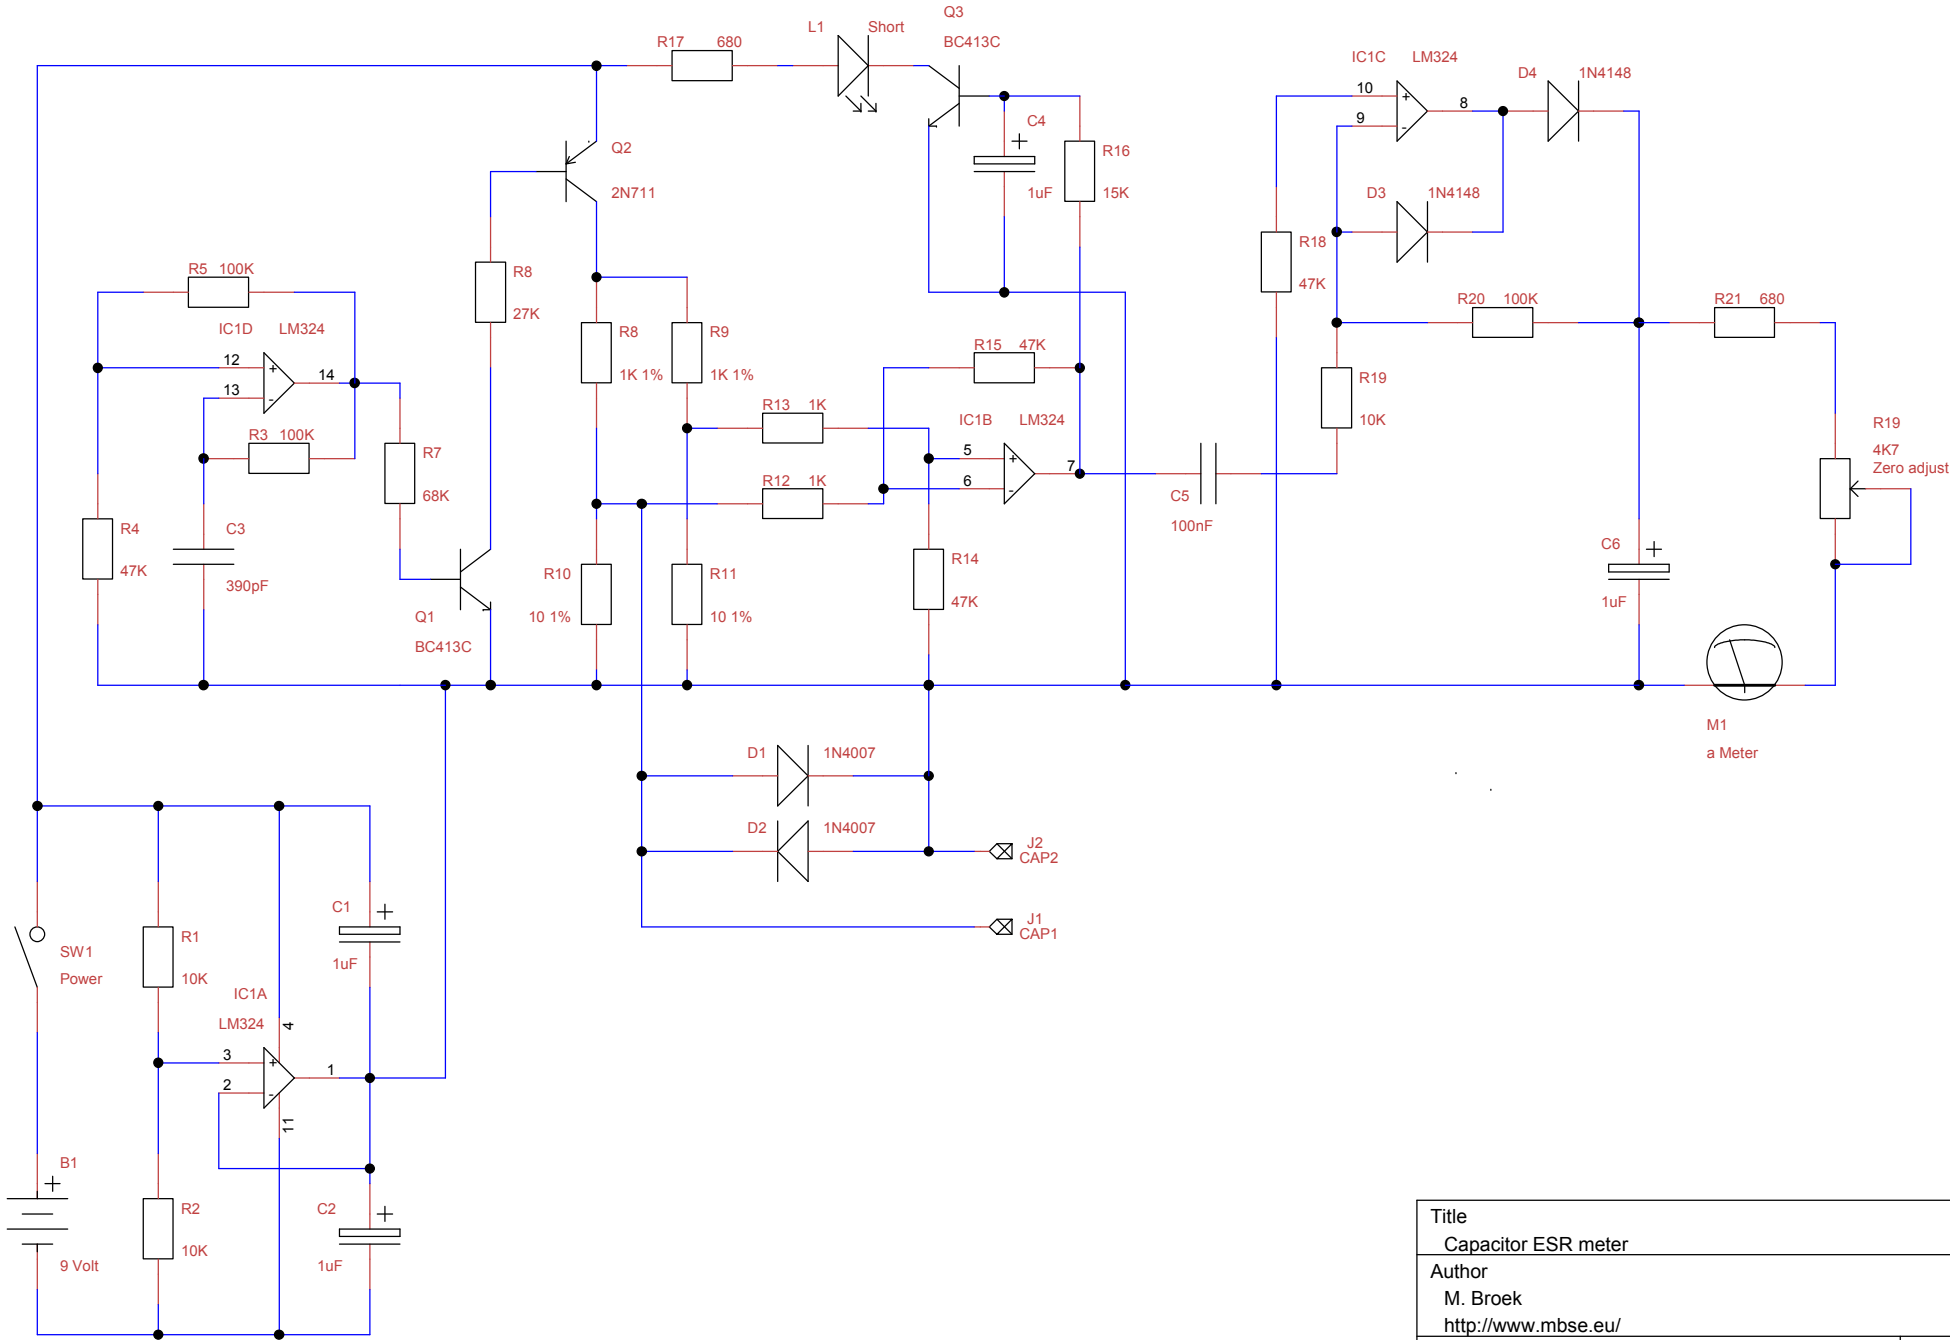 Q3
BC413C
L1 Short
R17 680
IC1C LM324
D4 1N4148
10
9
8
+
-
C4
+
1uF
R16
15K
Q2
2N711
D3 1N4148
R18
47K
R5 100K
R8
27K
IC1D LM324
12
13
14
+
-
R3 100K
R8
1K 1%
R9
1K 1%
R15 47K
R20 100K
R21 680
R19
10K
R13 1K
IC1B LM324
5
6
7
+
-
R12 1K
R19
4K7
Zero adjust
R7
68K
C5
100nF
R4
47K
C3
390pF
R14
47K
C6
+
1uF
R10
10 1%
R11
10 1%
Q1
BC413C
M1
a Meter
D1 1N4007
D2 1N4007
J2
CAP2
J1
CAP1
C1
+
1uF
SW1
Power
R1
10K
IC1A
LM324
4
3
2
1
11
+
-
B1
+
9 Volt
R2
10K
C2
+
1uF
Title
Capacitor ESR meter
Author
M. Broek
http://www.mbse.eu/